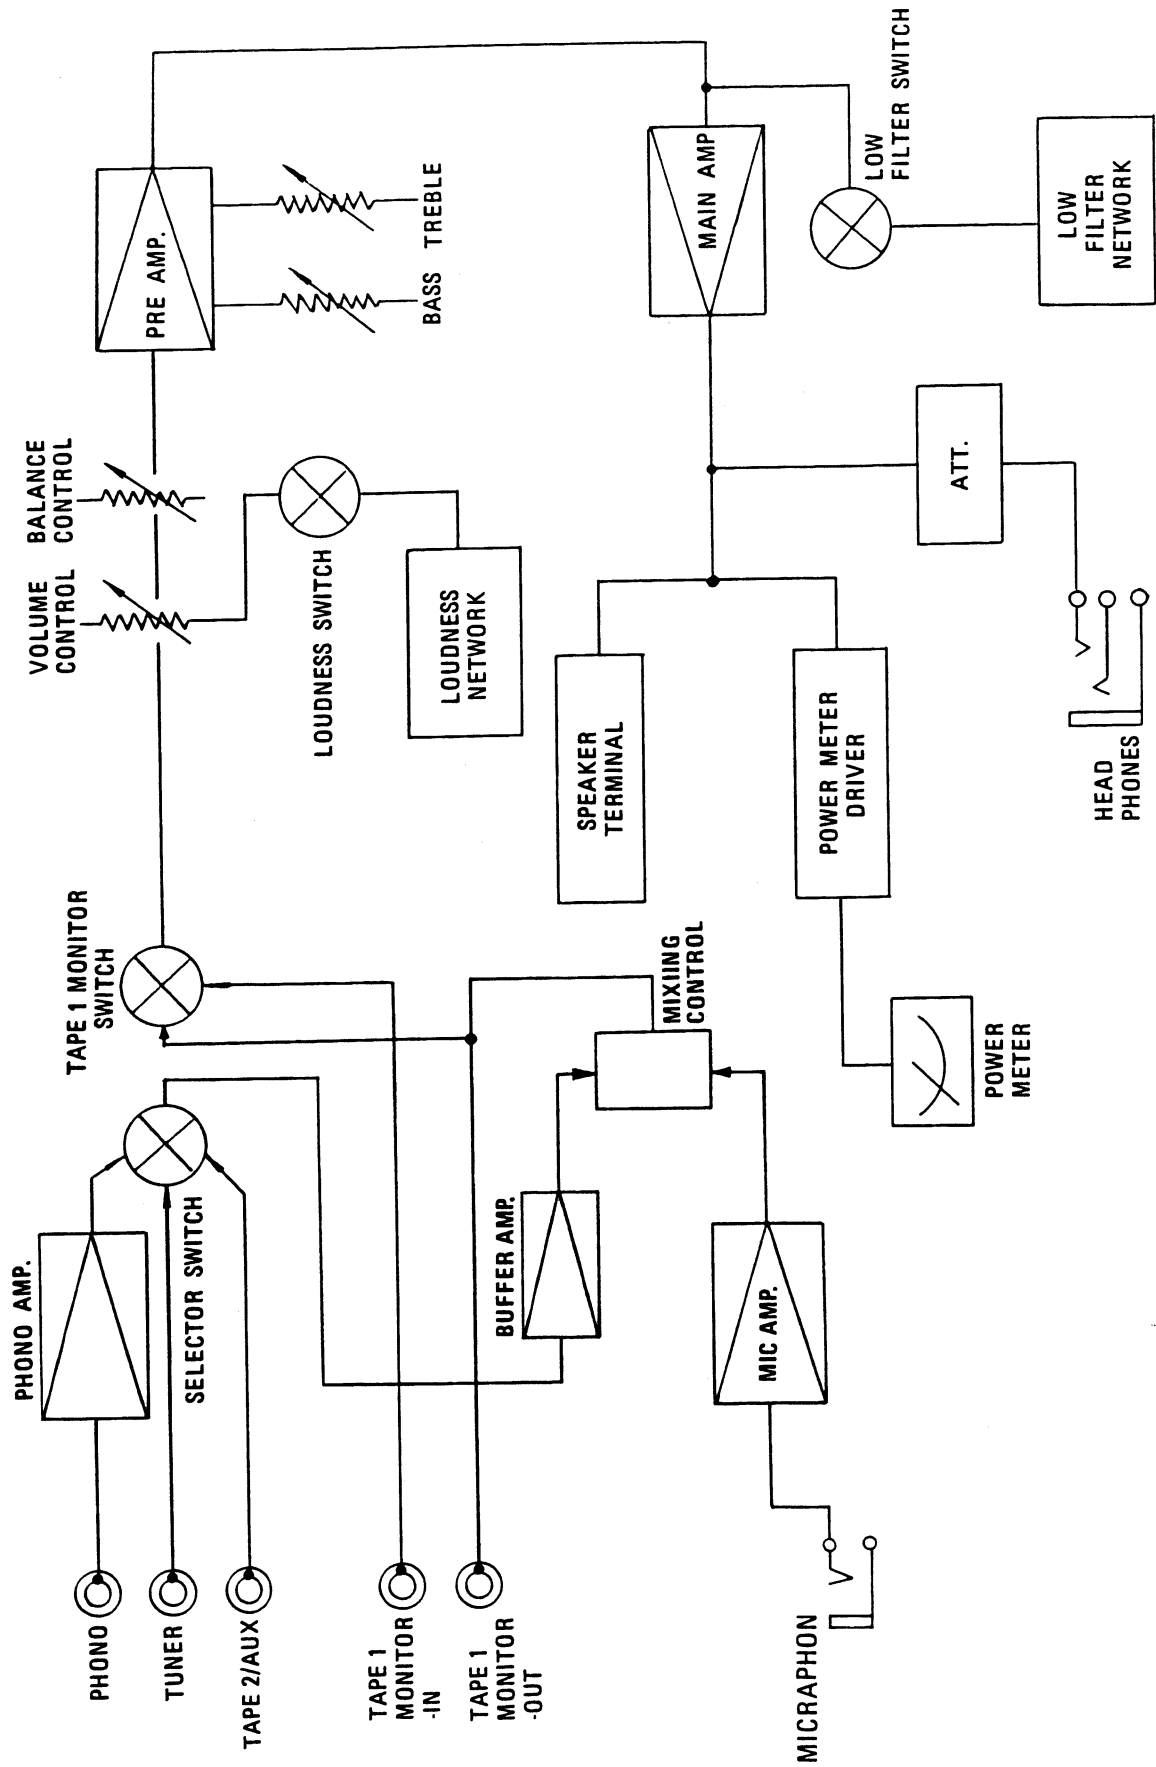 PHONO
TUNER
TAPE 2/AUX
TAPE 1
MONITOR
-IN
TAPE 1
MONITOR
-OUT
MICRAPHON
PHONO AMP.
SELECTOR SWITCH
BUFFER AMP.
MIC AMP.
TAPE 1 MONITOR
SWITCH
MIXIING
CONTROL
POWER
METER
VOLUME
CONTROL
BALANCE
CONTROL
LOUDNESS SWITCH
LOUDNESS
NETWORK
SPEAKER
TERMINAL
POWER METER
DRIVER
HEAD
PHONES
ATT.
PRE AMP.
BASS
TREBLE
MAIN AMP
LOW
FILTER SWITCH
LOW
FILTER
NETWORK